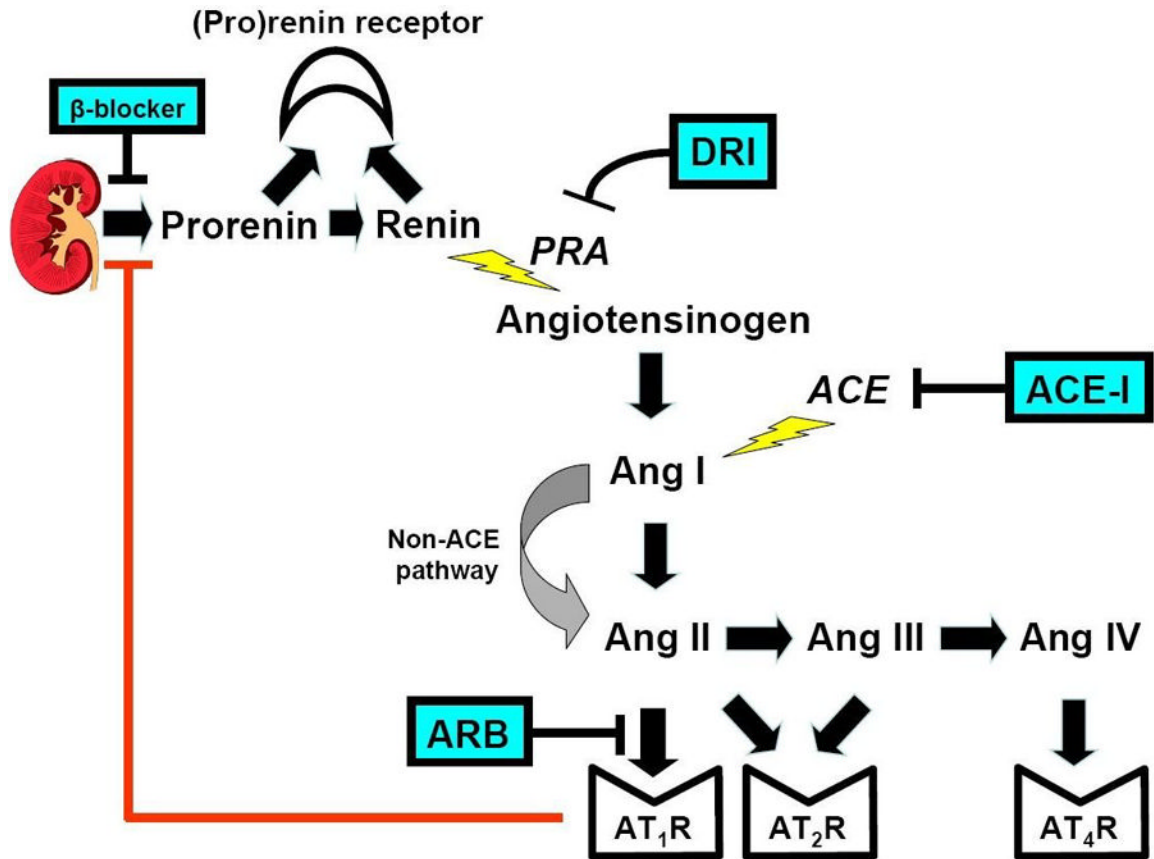 (Pro)renin receptor
β-blocker
DRI
Prorenin
Renin
PRA
Angiotensinogen
ACE
ACE-I
Ang I
Non-ACE
pathway
Ang II
Ang III
Ang IV
ARB
AT₁R
AT₂R
AT₄R